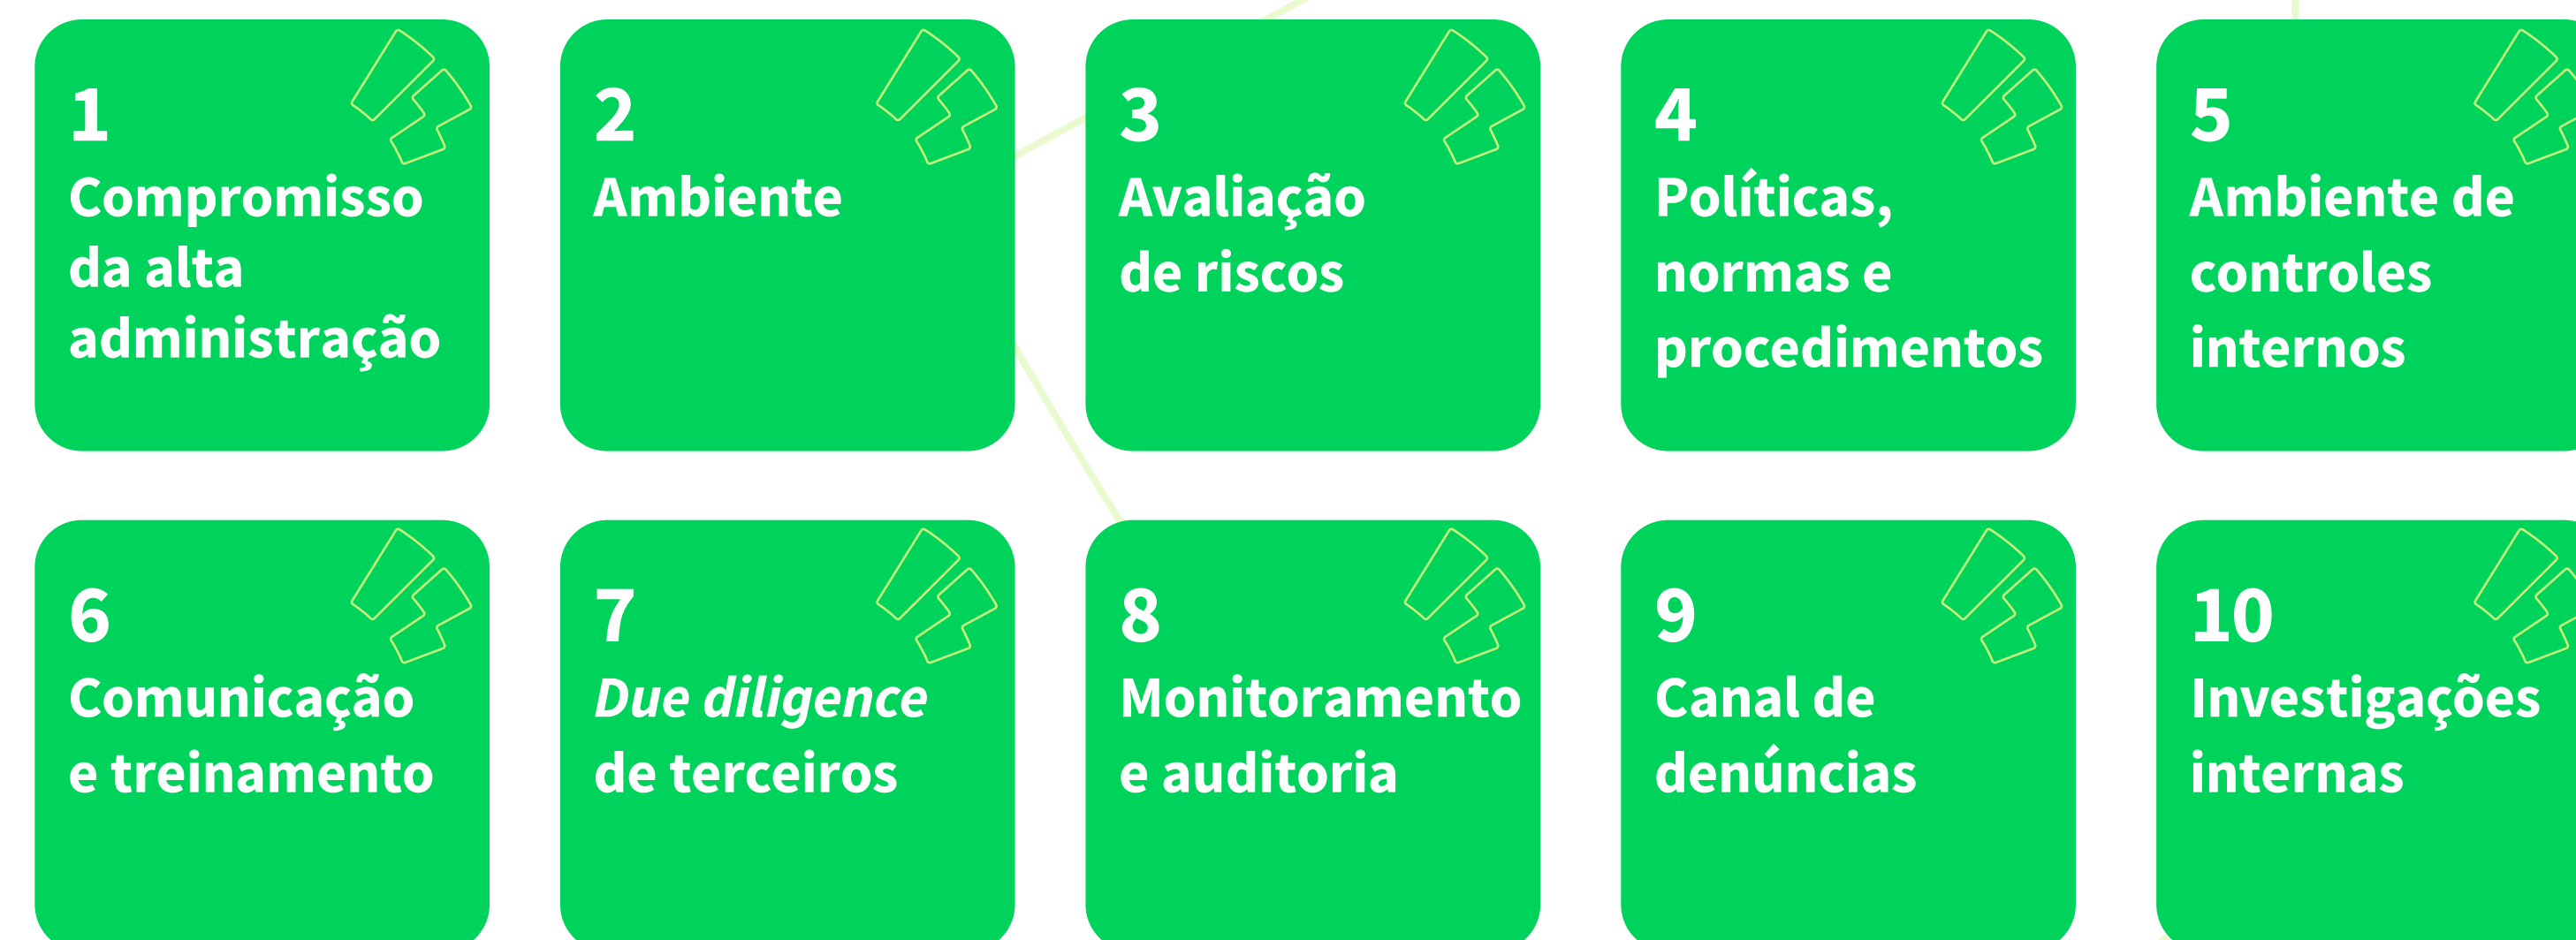 1
Compromisso
da alta
administração
2
Ambiente
3
Avaliação
de riscos
4
Políticas,
normas e
procedimentos
5
Ambiente de
controles
internos
6
Comunicação
e treinamento
7
Due diligence
de terceiros
8
Monitoramento
e auditoria
9
Canal de
denúncias
10
Investigações
internas